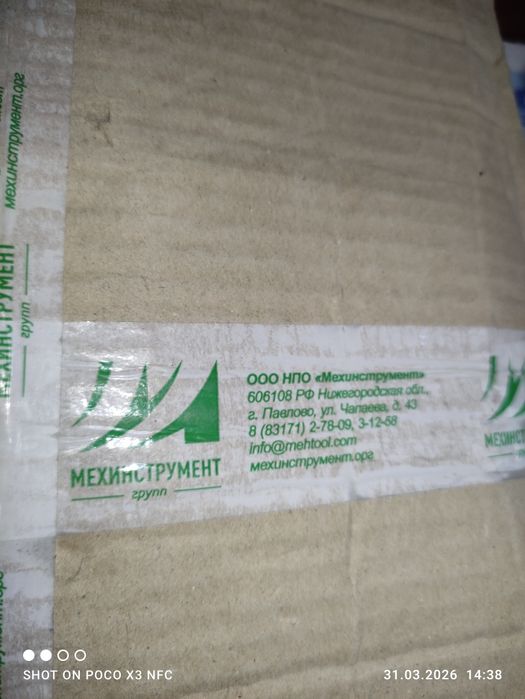 мехинструмент.орг
МЕХИНСТРУМЕНТ
групп
МЕХИНСТРУМЕНТ
групп
ООО НПО «Мехинструмент»
606108 РФ Нижегородская обл.,
г. Павлово, ул. Чапаева, д. 43
8 (83171) 2-78-09, 3-12-58
info@mehtool.com
мехинструмент.орг
SHOT ON POCO X3 NFC
31.03.2026 14:38